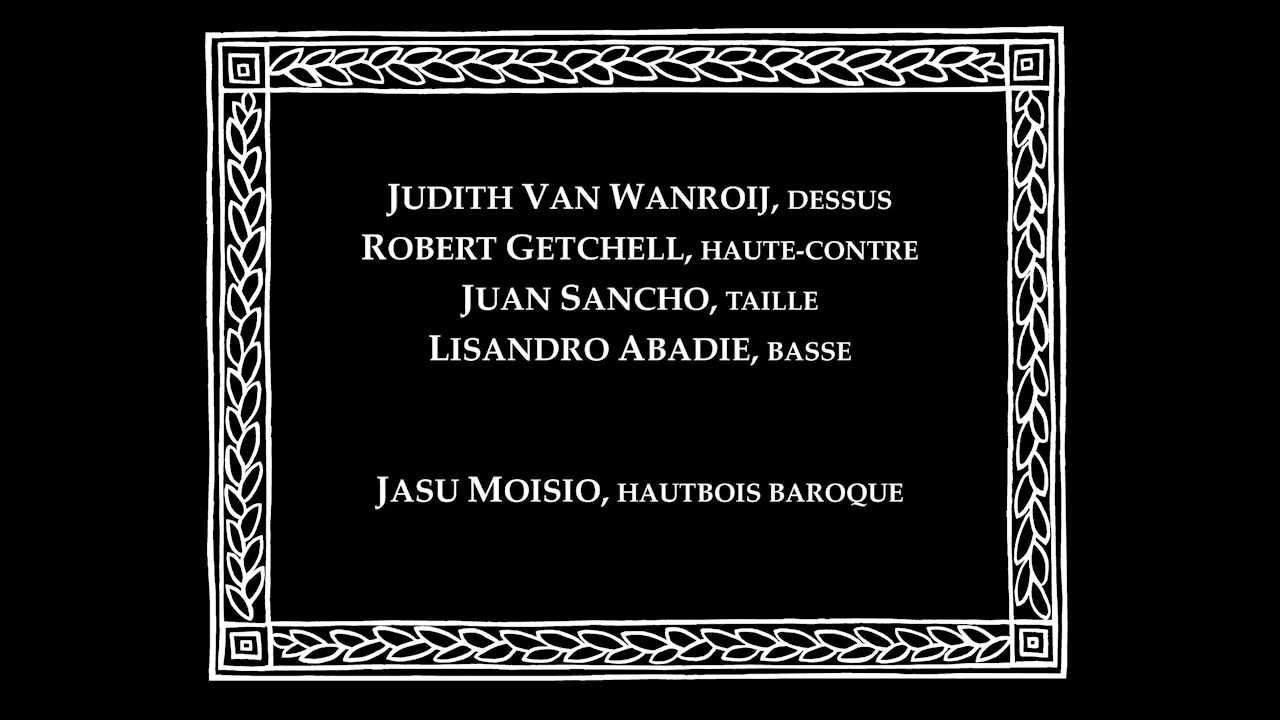 JUDITH VAN WANROIJ, DESSUS
ROBERT GETCHELL, HAUTE-CONTRE
JUAN SANCHO, TAILLE
LISANDRO ABADIE, BASSE
JASU MOISIO, HAUTBOIS BAROQUE